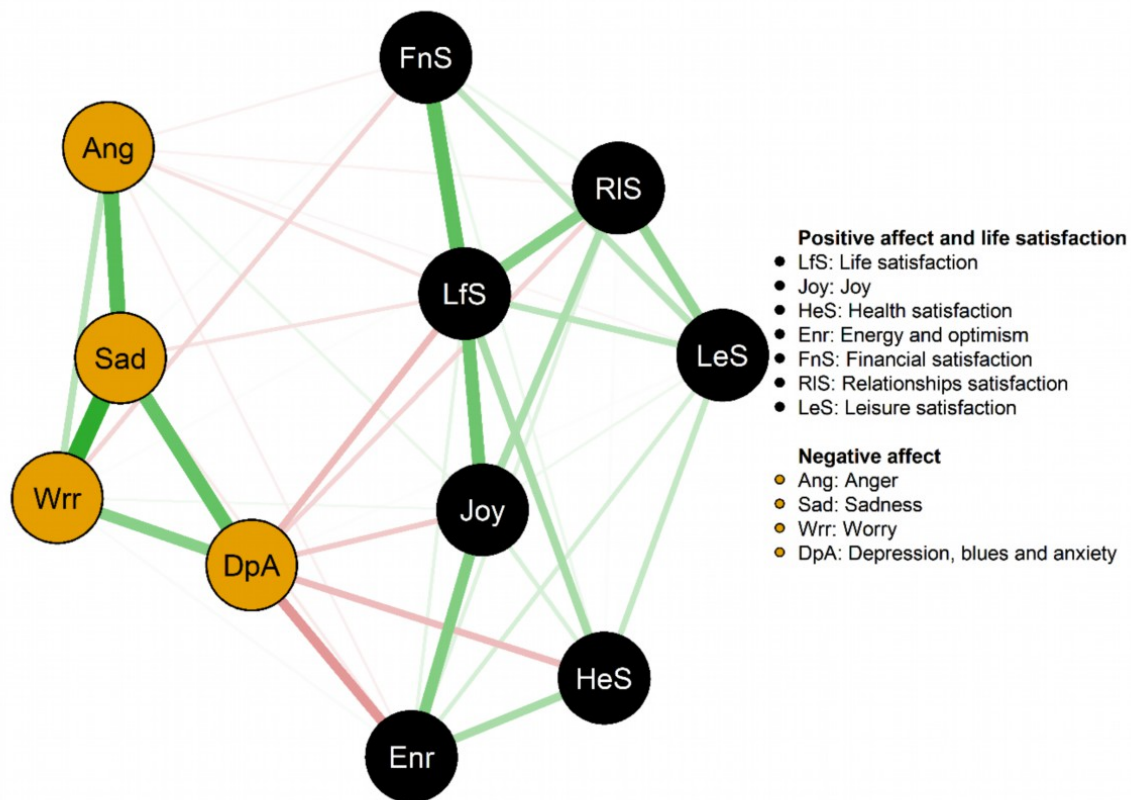 FnS
Ang
RlS
LfS
Sad
LeS
Wrr
Joy
DpA
HeS
Enr
Positive affect and life satisfaction
LfS: Life satisfaction
Joy: Joy
HeS: Health satisfaction
Enr: Energy and optimism
FnS: Financial satisfaction
RlS: Relationships satisfaction
LeS: Leisure satisfaction
Negative affect
Ang: Anger
Sad: Sadness
Wrr: Worry
DpA: Depression, blues and anxiety